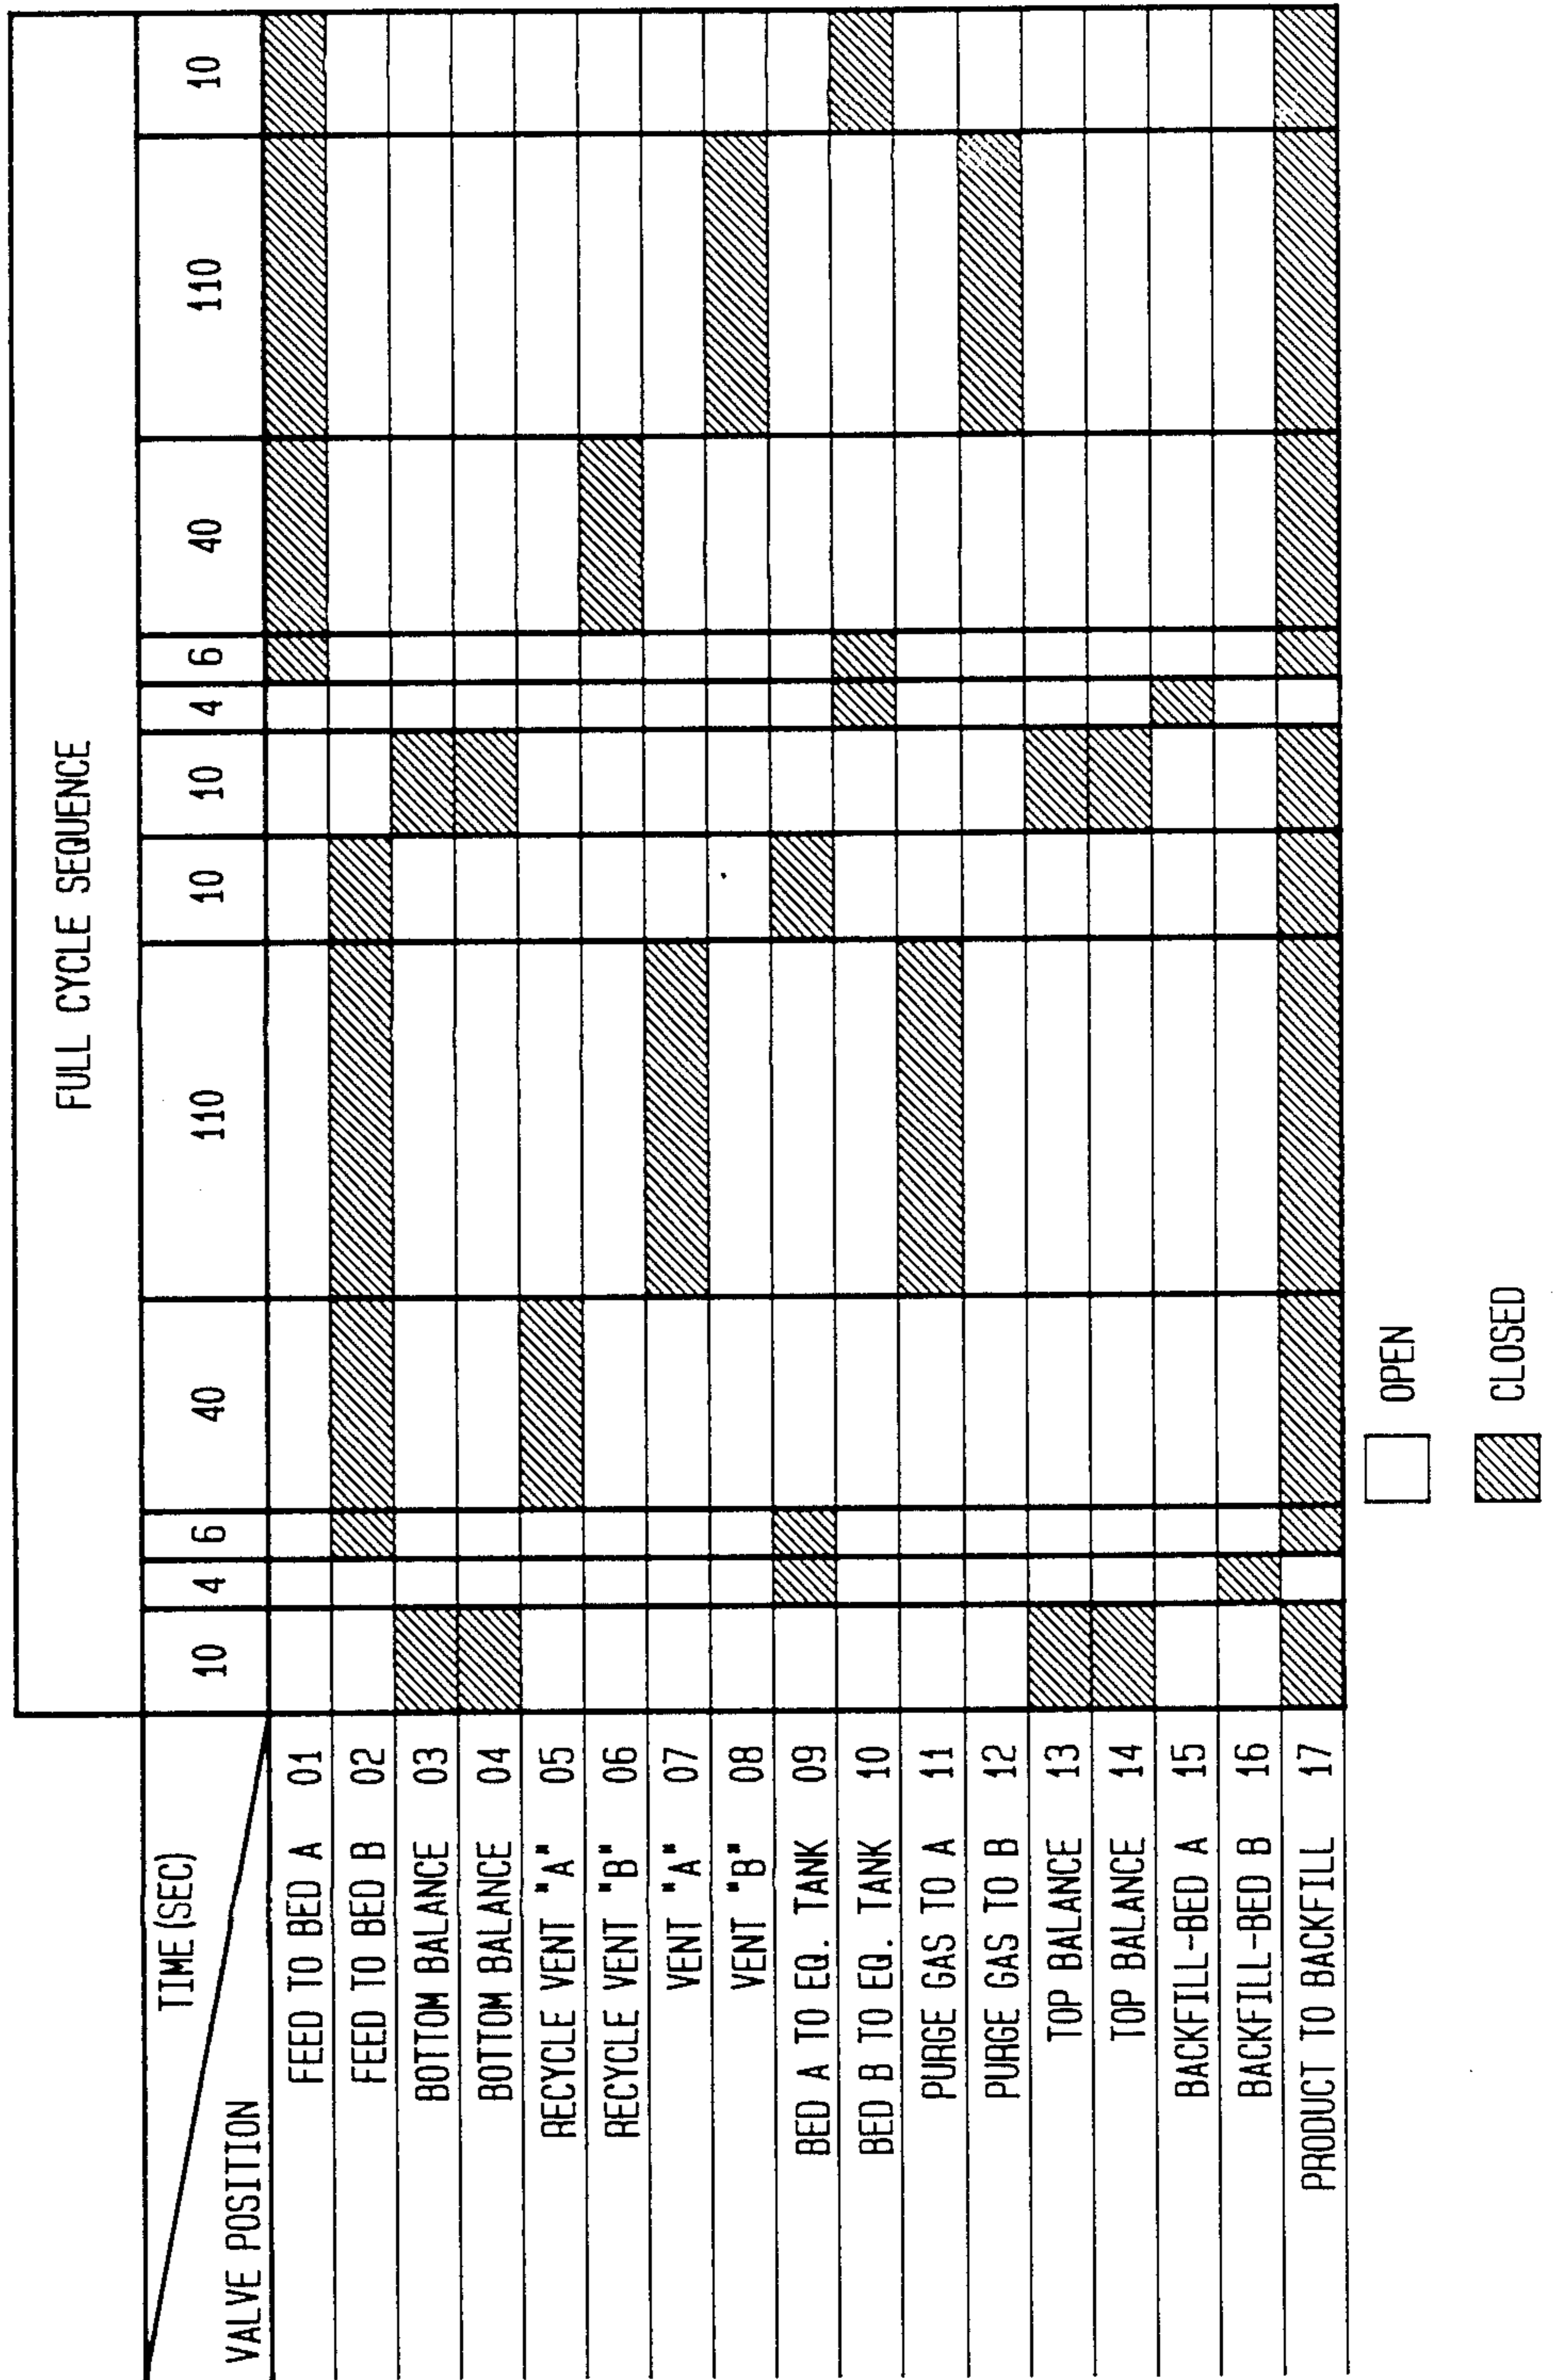 FULL CYCLE SEQUENCE
TIME (SEC) 10 4 6 40 110 10 10 4 6 40 110 10
VALVE POSITION
FEED TO BED A 01
FEED TO BED B 02
BOTTOM BALANCE 03
BOTTOM BALANCE 04
RECYCLE VENT "A" 05
RECYCLE VENT "B" 06
VENT "A" 07
VENT "B" 08
BED A TO EQ. TANK 09
BED B TO EQ. TANK 10
PURGE GAS TO A 11
PURGE GAS TO B 12
TOP BALANCE 13
TOP BALANCE 14
BACKFILL-BED A 15
BACKFILL-BED B 16
PRODUCT TO BACKFILL 17
OPEN
CLOSED